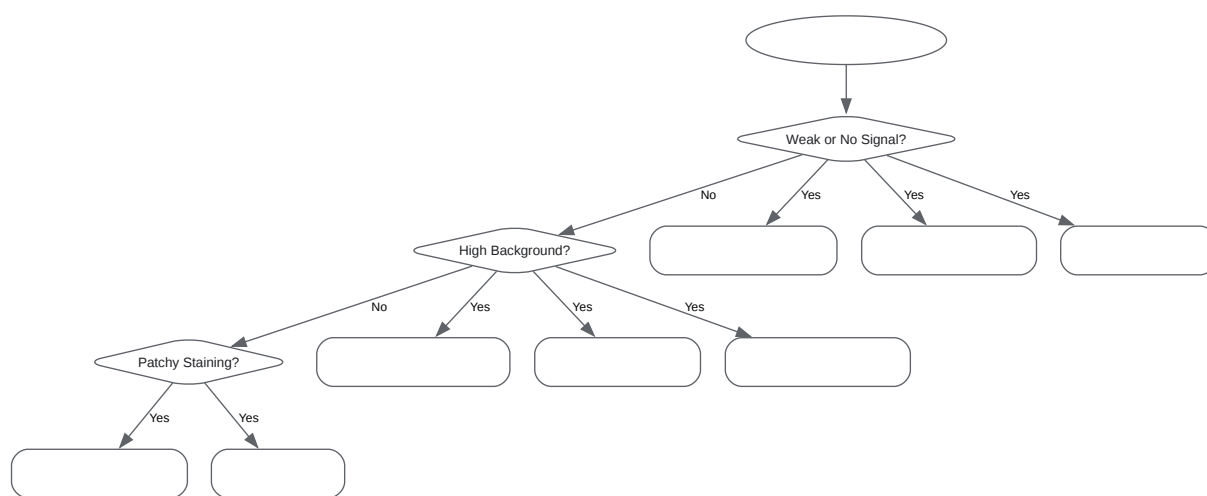 Weak or No Signal?
No
Yes
Yes
Yes
High Background?
No
Yes
Yes
Yes
Patchy Staining?
Yes
Yes